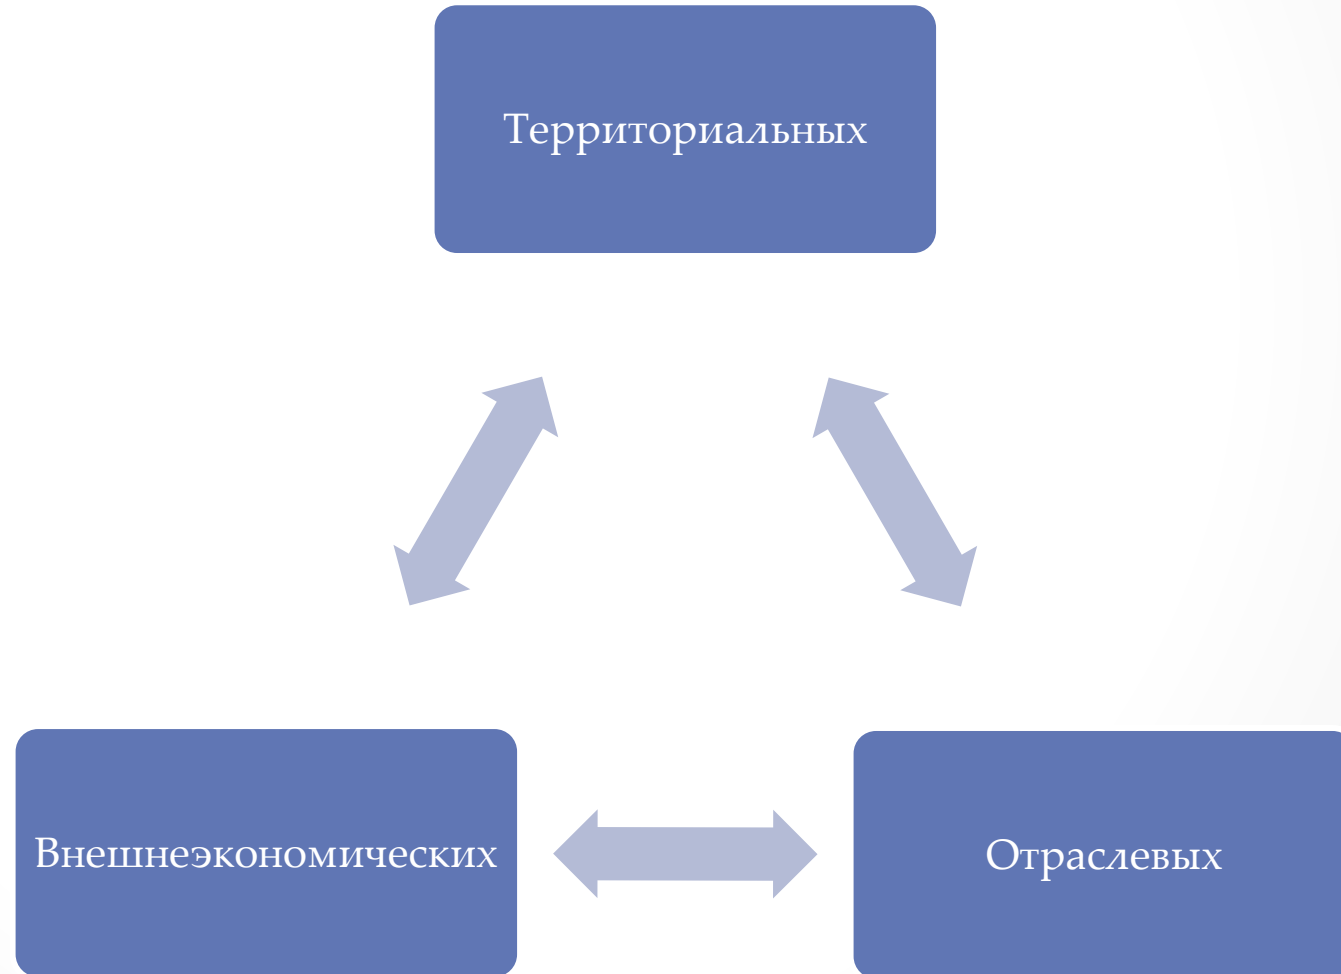 Территориальных
Внешнеэкономических
Отраслевых